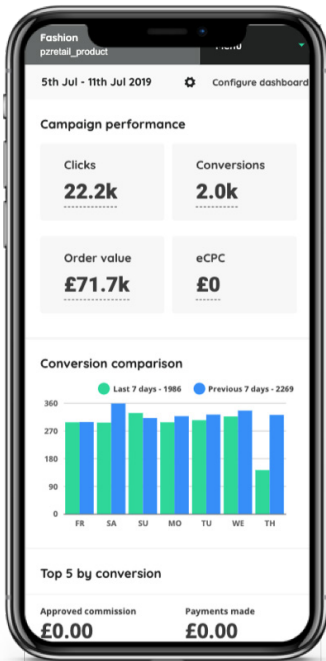 Fashion
pzretail_product
Menu
5th Jul - 11th Jul 2019
Configure dashboard
Campaign performance
Clicks
Conversions
22.2k
2.0k
Order value
eCPC
£71.7k
£0
Conversion comparison
Last 7 days - 1986
Previous 7 days - 2269
360
270
180
90
0
FR SA SU MO TU WE TH
Top 5 by conversion
Approved commission
Payments made
£0.00
£0.00